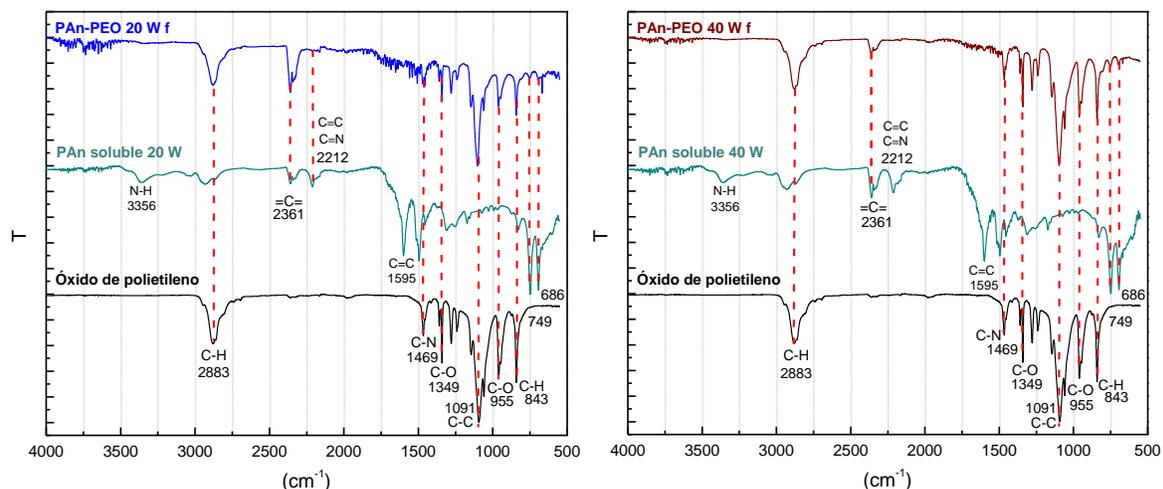 PAn-PEO 20 W f
C=C
C=N
2212
PAn soluble 20 W
N-H
3356
=C=
2361
C=C
1595
686
749
Óxido de polietileno
C-H
2883
C-N
1469
C-O
1349
1091
C-C
C-O
955
C-H
843
T
4000 3500 3000 2500 2000 1500 1000 500
(cm-1)
PAn-PEO 40 W f
C=C
C=N
2212
PAn soluble 40 W
N-H
3356
=C=
2361
C=C
1595
686
749
Óxido de polietileno
C-H
2883
C-N
1469
C-O
1349
1091
C-C
C-O
955
C-H
843
T
4000 3500 3000 2500 2000 1500 1000 500
(cm-1)